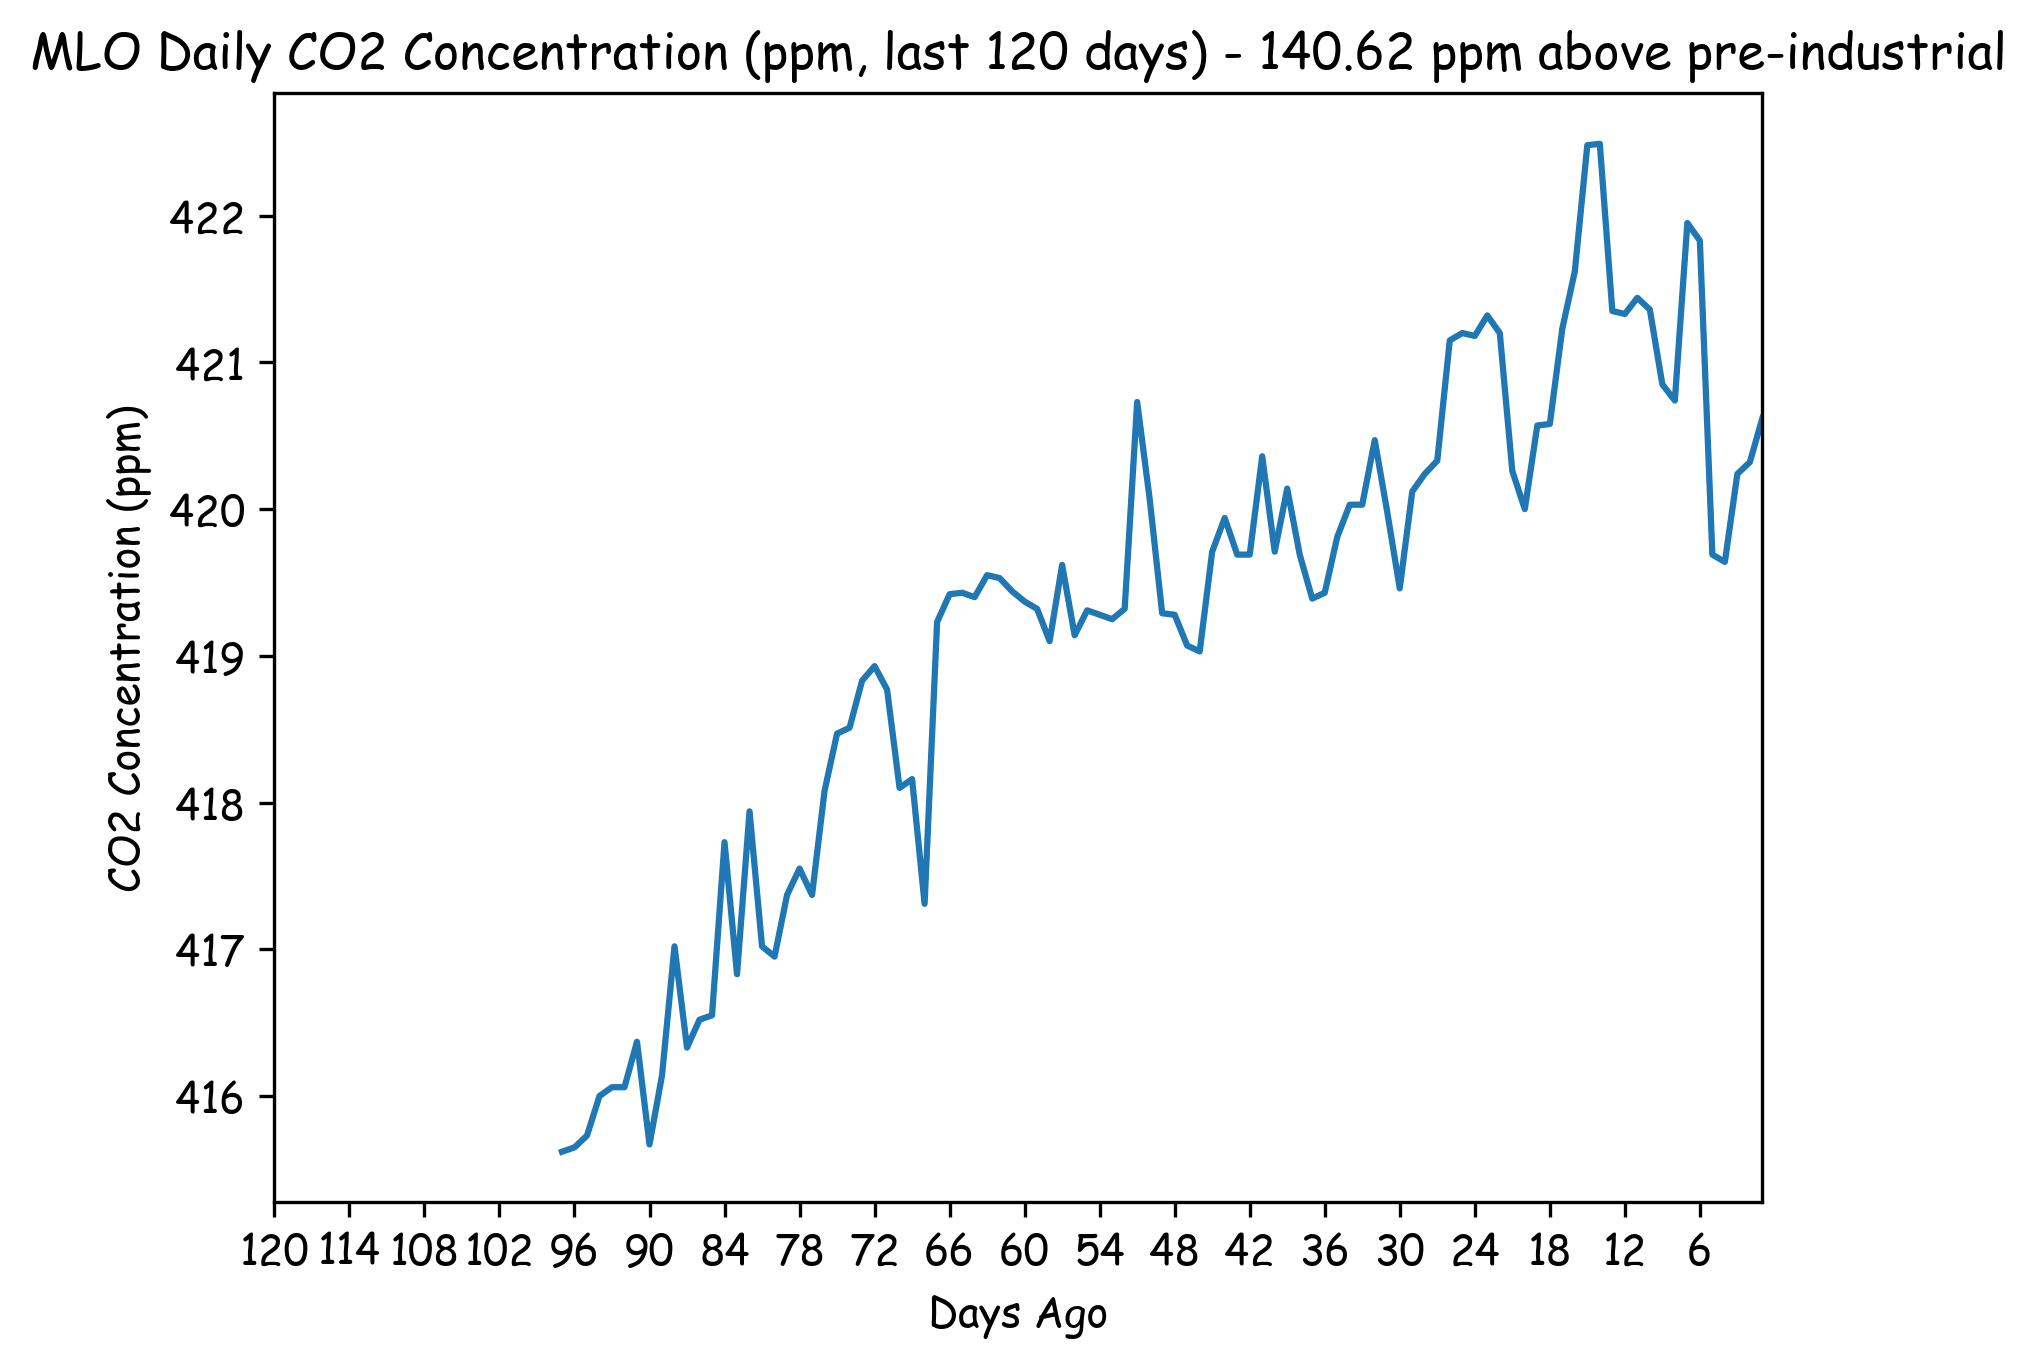 MLO Daily CO2 Concentration (ppm, last 120 days) - 140.62 ppm above pre-industrial
422
421
420
419
418
417
416
CO2 Concentration (ppm)
120 114 108 102 96 90 84 78 72 66 60 54 48 42 36 30 24 18 12 6
Days Ago